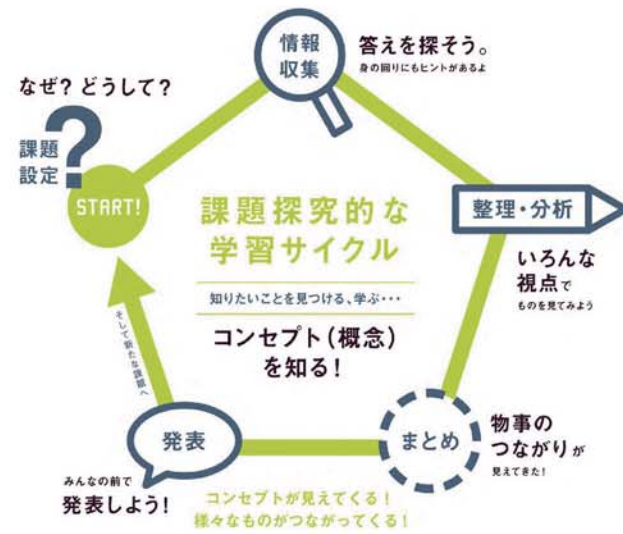 情報
収集
答えを探そう。
身の回りにもヒントがあるよ
なぜ？どうして？
課題
設定
?
START!
整理・分析
いろんな
視点で
ものを見てみよう
課題探究的な
学習サイクル
知りたいことを見つける、学ぶ･･･
コンセプト（概念）
を知る！
まとめ
物事の
つながりが
見えてきた！
発表
みんなの前で
発表しよう！
そして新たな課題へ
コンセプトが見えてくる！
様々なものがつながってくる！